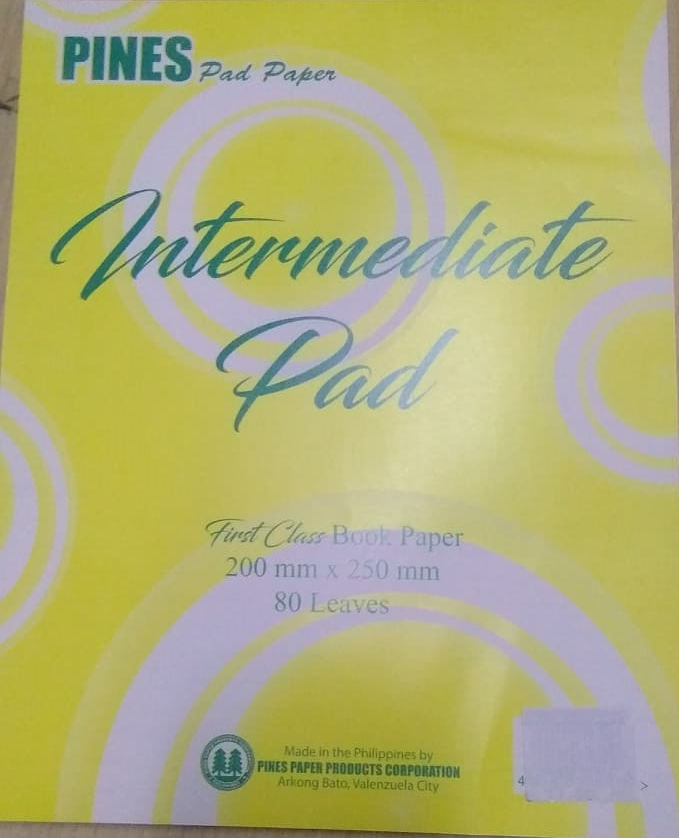 PINES Pad Paper
Intermediate
Pad
First Class Book Paper
200 mm x 250 mm
80 Leaves
Made in the Philippines by
PINES PAPER PRODUCTS CORPORATION
Arkong Bato, Valenzuela City
4 >